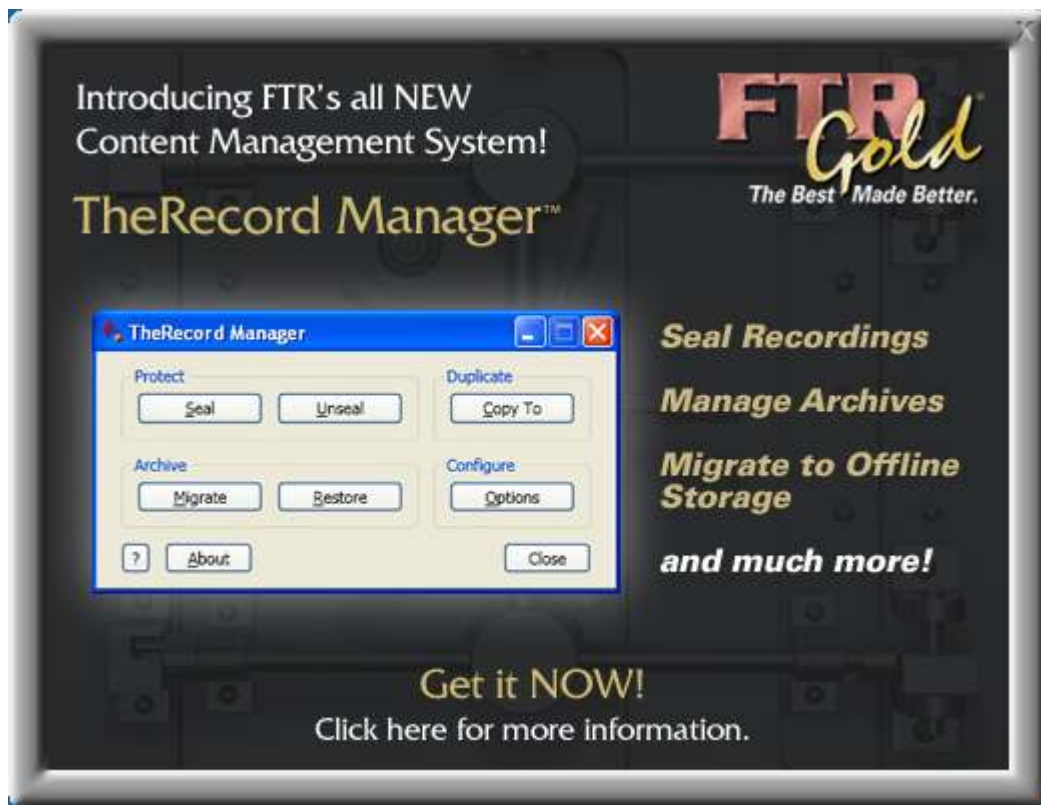 X
Introducing FTR's all NEW
Content Management System!
FTR
Gold®
The Best Made Better.
TheRecord Manager™
TheRecord Manager
Protect
Seal Unseal
Duplicate
Copy To
Archive
Migrate Restore
Configure
Options
? About Close
Seal Recordings
Manage Archives
Migrate to Offline
Storage
and much more!
Get it NOW!
Click here for more information.